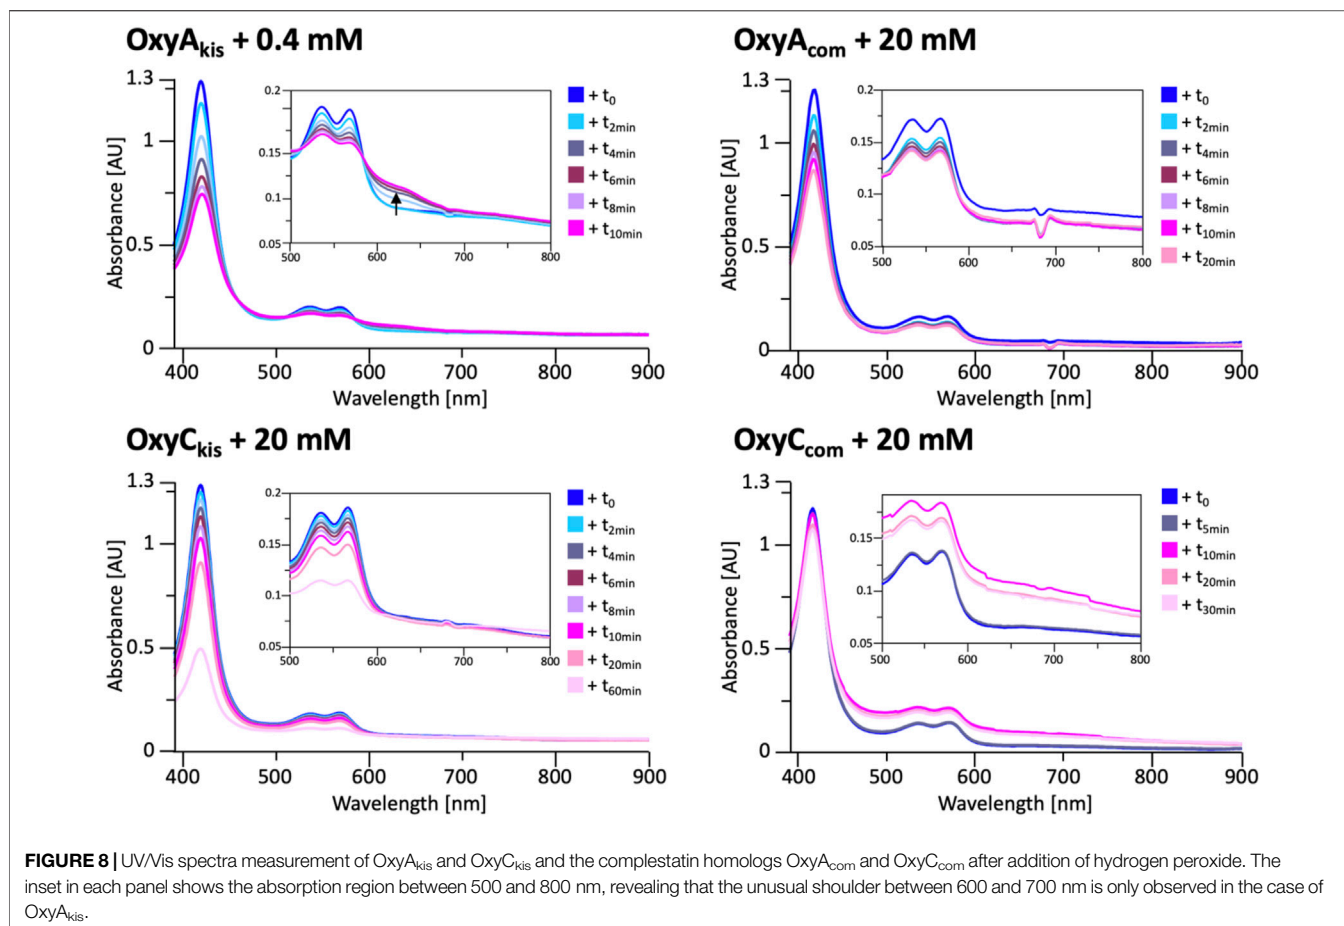 OxyAkis + 0.4 mM
1.3
1
0.5
0
Absorbance [AU]
400 500 600 700 800 900
Wavelength [nm]
0.2
0.15
0.1
0.05
500 600 700 800
+ t0
+ t2min
+ t4min
+ t6min
+ t8min
+ t10min
OxyAcom + 20 mM
1.3
1
0.5
0
Absorbance [AU]
400 500 600 700 800 900
Wavelength [nm]
0.2
0.15
0.1
0.05
500 600 700 800
+ t0
+ t2min
+ t4min
+ t6min
+ t8min
+ t10min
+ t20min
OxyCkis + 20 mM
1.3
1
0.5
0
Absorbance [AU]
400 500 600 700 800 900
Wavelength [nm]
0.2
0.15
0.1
0.05
500 600 700 800
+ t0
+ t2min
+ t4min
+ t6min
+ t8min
+ t10min
+ t20min
+ t60min
OxyCcom + 20 mM
1.3
1
0.5
0
Absorbance [AU]
400 500 600 700 800 900
Wavelength [nm]
0.2
0.15
0.1
0.05
500 600 700 800
+ t0
+ t5min
+ t10min
+ t20min
+ t30min
FIGURE 8 | UV/Vis spectra measurement of OxyAkis and OxyCkis and the complestatin homologs OxyAcom and OxyCcom after addition of hydrogen peroxide. The
inset in each panel shows the absorption region between 500 and 800 nm, revealing that the unusual shoulder between 600 and 700 nm is only observed in the case of
OxyAkis.